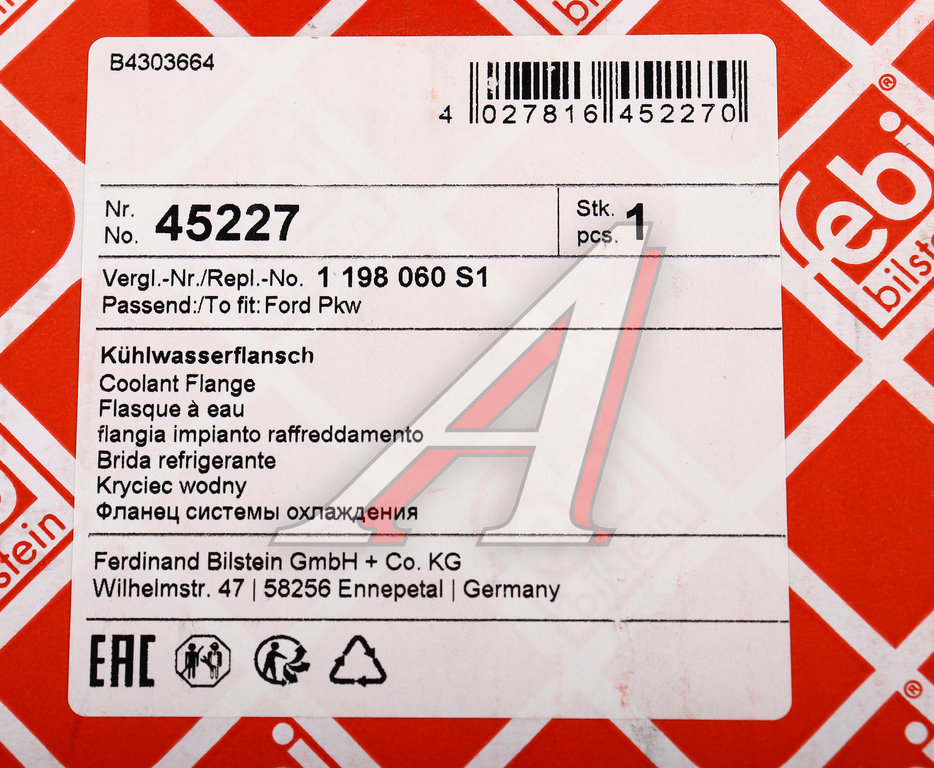 B4303664
4 027816 452270
Nr. No. 45227
Stk. pcs. 1
Vergl.-Nr./Repl.-No. 1 198 060 S1
Passend:/To fit: Ford Pkw
Kühlwasserflansch
Coolant Flange
Flasque à eau
flangia impianto raffreddamento
Brida refrigerante
Kryciec wodny
Фланец системы охлаждения
Ferdinand Bilstein GmbH + Co. KG
Wilhelmstr. 47 | 58256 Ennepetal | Germany
EAC
febi
bilstein